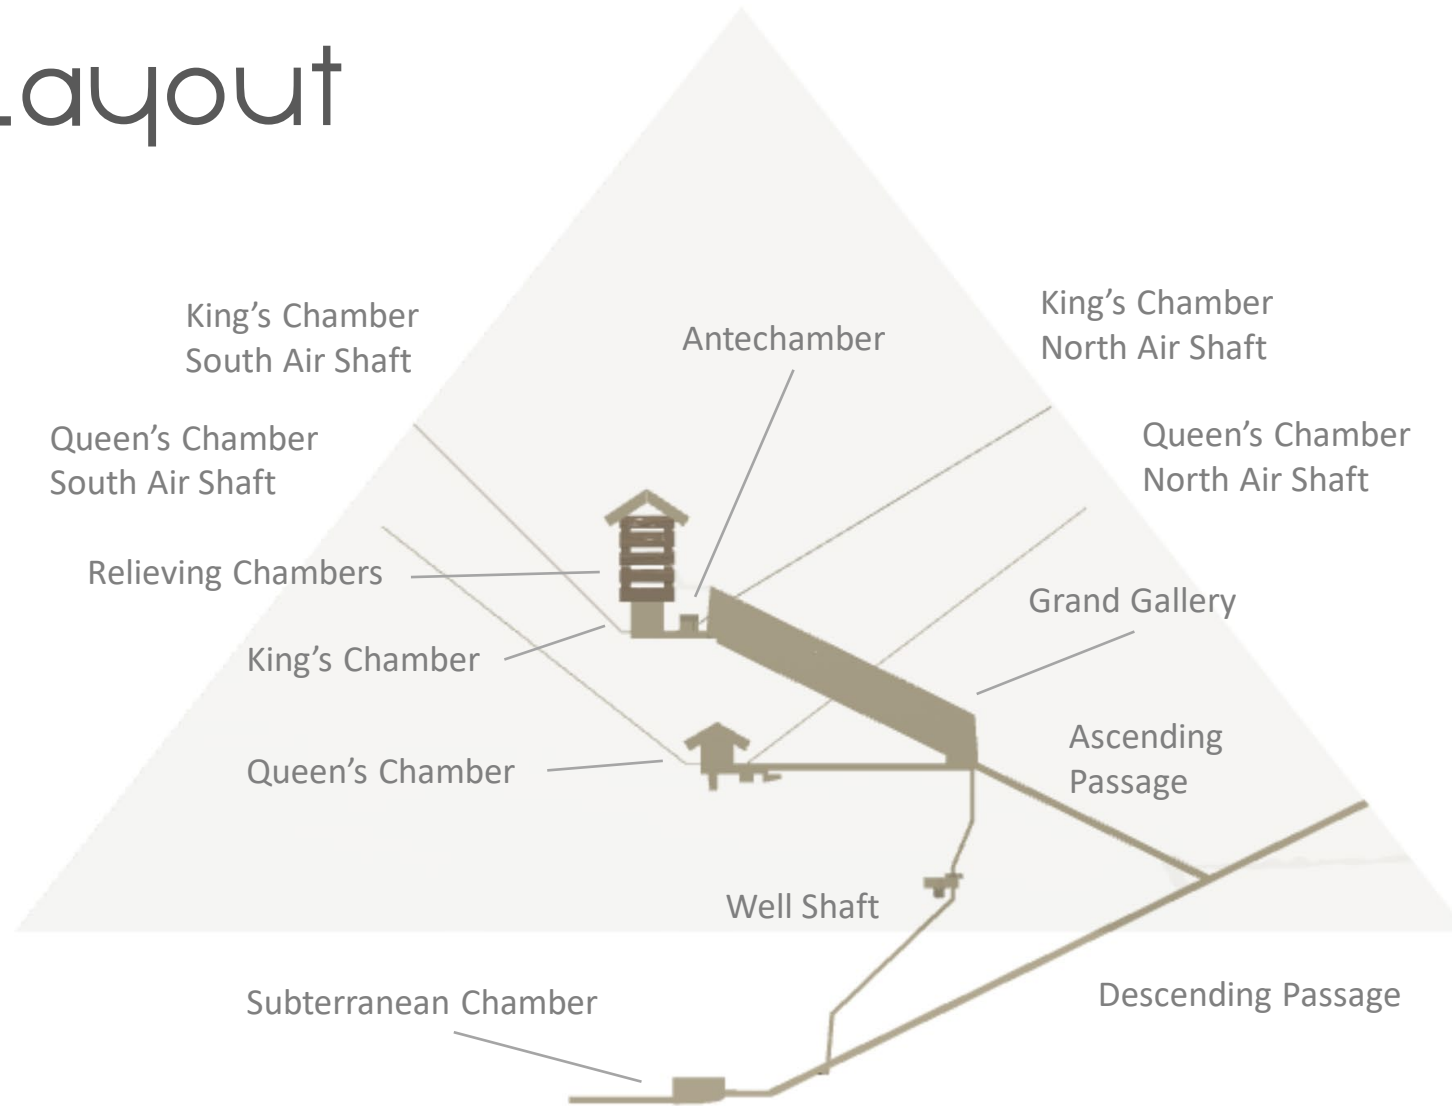 Layout
King's Chamber
South Air Shaft
Antechamber
King's Chamber
North Air Shaft
Queen's Chamber
South Air Shaft
Queen's Chamber
North Air Shaft
Relieving Chambers
Grand Gallery
King's Chamber
Ascending
Passage
Queen's Chamber
Well Shaft
Subterranean Chamber
Descending Passage